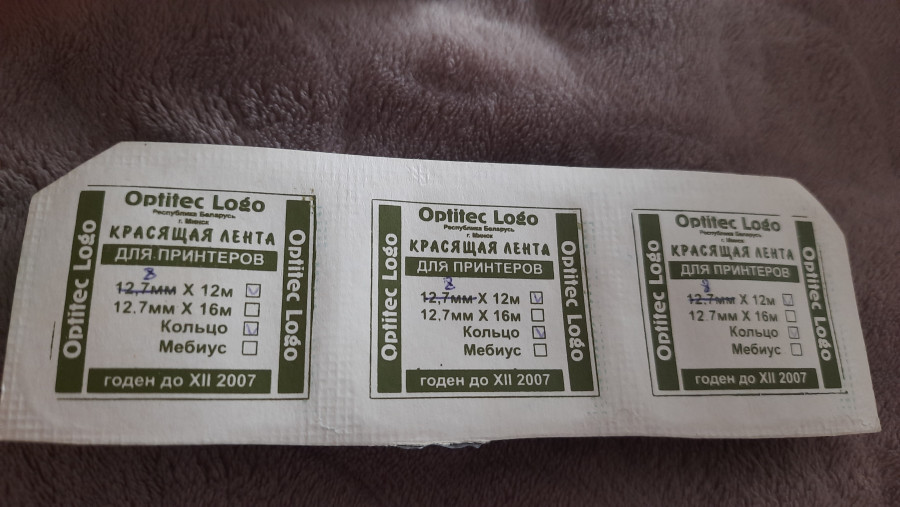 Optitec Logo
Республика Беларусь
г. Минск
КРАСЯЩАЯ ЛЕНТА
ДЛЯ ПРИНТЕРОВ
8
12,7мм X 12м
12.7мм X 16м
Кольцо
Мебиус
годен до XII 2007
Optitec Logo
Optitec Logo
Optitec Logo
Республика Беларусь
г. Минск
КРАСЯЩАЯ ЛЕНТА
ДЛЯ ПРИНТЕРОВ
8
12,7мм X 12м
12.7мм X 16м
Кольцо
Мебиус
годен до XII 2007
Optitec Logo
Optitec Logo
Optitec Logo
Республика Беларусь
г. Минск
КРАСЯЩАЯ ЛЕНТА
ДЛЯ ПРИНТЕРОВ
8
12,7мм X 12м
12.7мм X 16м
Кольцо
Мебиус
годен до XII 2007
Optitec Logo
Optitec Logo